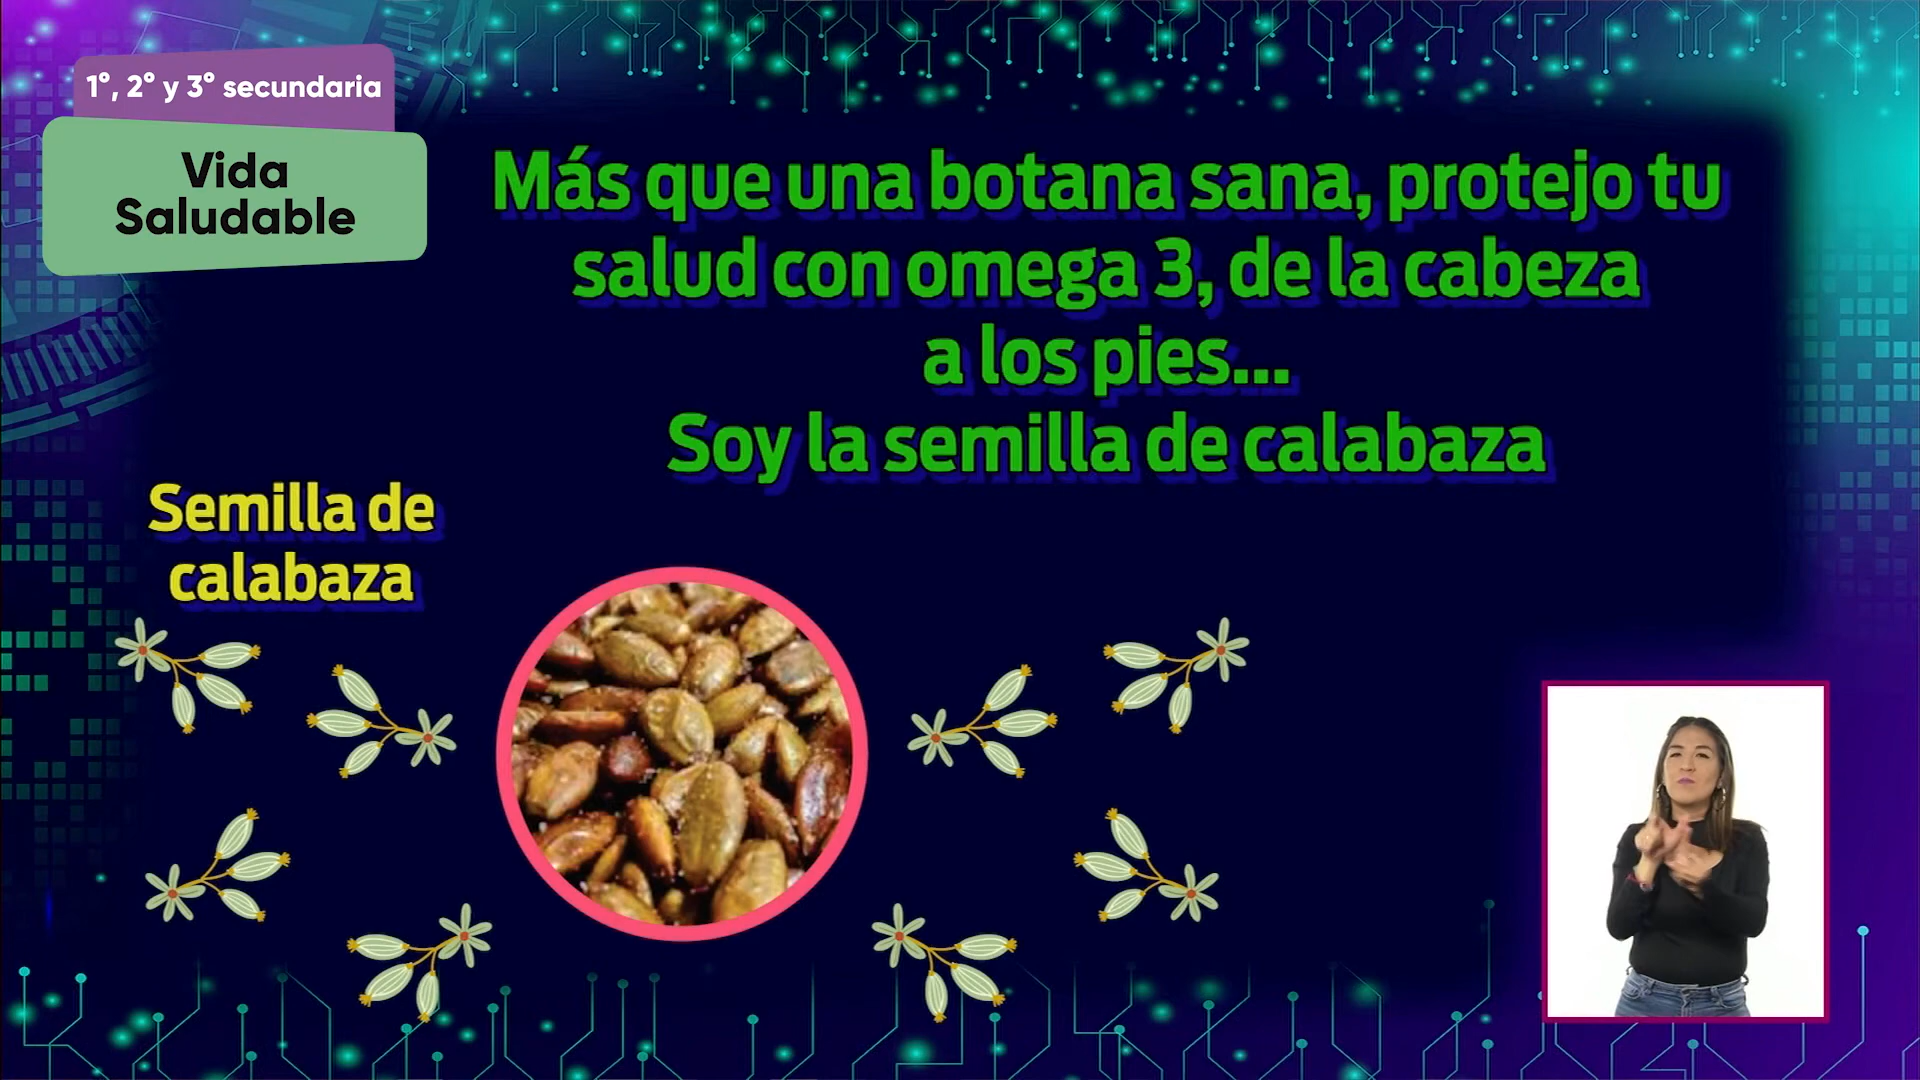 1°, 2° y 3° secundaria
Vida
Saludable
Más que una botana sana, protejo tu
salud con omega 3, de la cabeza
a los pies...
Soy la semilla de calabaza
Semilla de
calabaza